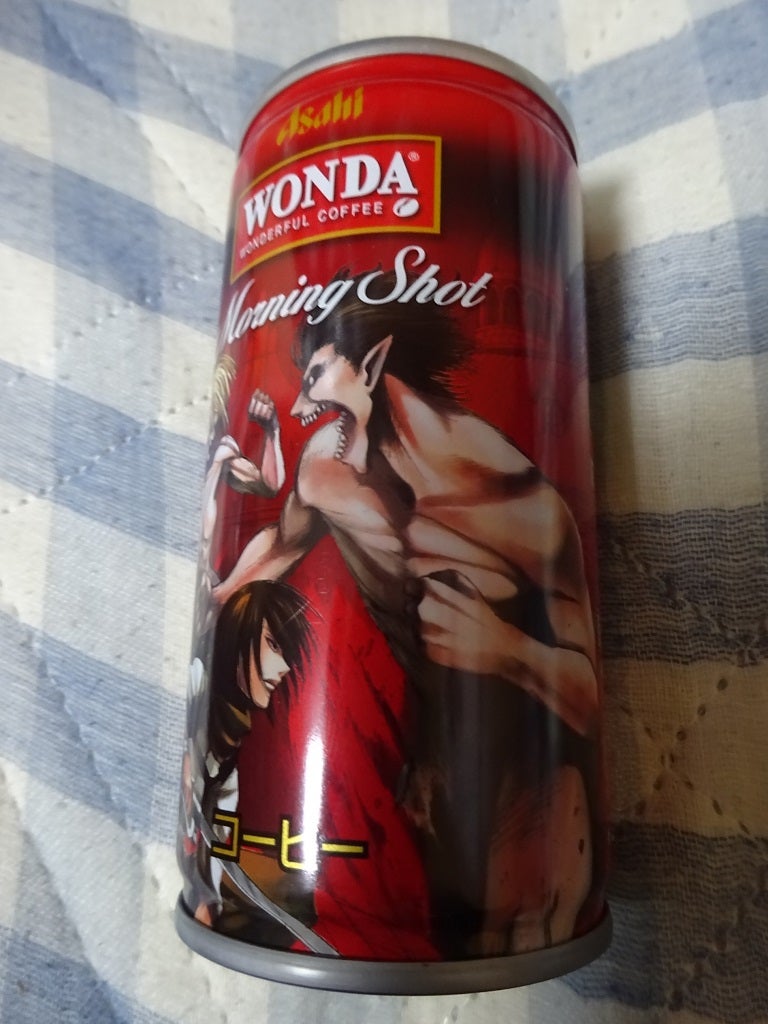 Asahi
WONDA®
WONDERFUL COFFEE
Morning Shot
コーヒー